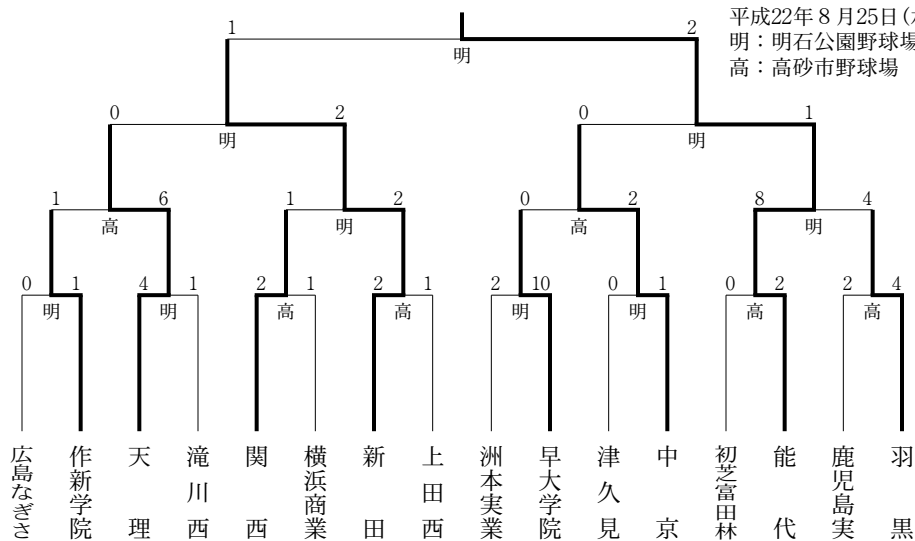 平成22年8月25日(
明：明石公園野球場
高：高砂市野球場
1 2
明
0 2 0 1
明 明
1 6 1 2 0 2 8 4
高 明 高 明
0 1 4 1 2 1 2 1 2 10 0 1 0 2 2 4
明 明 高 高 明 明 高 高
広島なぎさ
作新学院
天理
滝川西
関西
横浜商業
新田
上田西
洲本実業
早大学院
津久見
中京
初芝富田林
能代
鹿児島実
羽黒